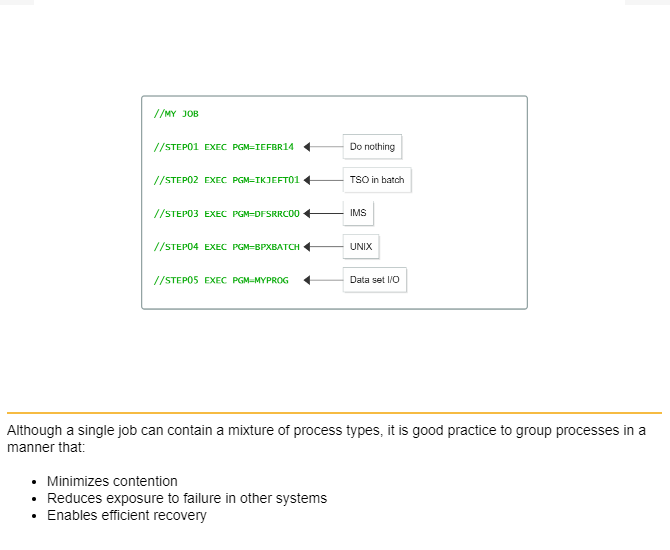 //MY JOB
//STEP01 EXEC PGM=IEFBR14 Do nothing
//STEP02 EXEC PGM=IKJEFT01 TSO in batch
//STEP03 EXEC PGM=DFSRRC00 IMS
//STEP04 EXEC PGM=BPXBATCH UNIX
//STEP05 EXEC PGM=MYPROG Data set I/O
Although a single job can contain a mixture of process types, it is good practice to group processes in a
manner that:
• Minimizes contention
• Reduces exposure to failure in other systems
• Enables efficient recovery